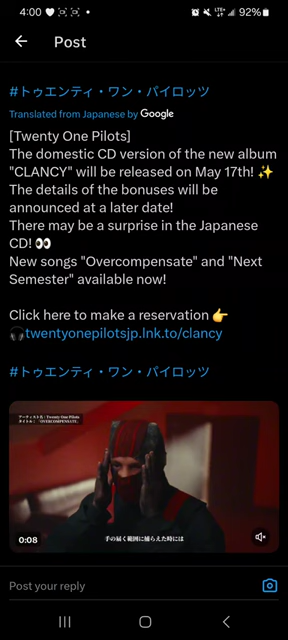 4:00
LTE+
92%
Post
#トゥエンティ・ワン・パイロッツ
Translated from Japanese by Google
[Twenty One Pilots]
The domestic CD version of the new album
"CLANCY" will be released on May 17th! ✨
The details of the bonuses will be
announced at a later date!
There may be a surprise in the Japanese
CD! 👀
New songs "Overcompensate" and "Next
Semester" available now!
Click here to make a reservation 👉
🎧twentyonepilotsjp.lnk.to/clancy
#トゥエンティ・ワン・パイロッツ
アーティスト名：Twenty One Pilots
タイトル：「OVERCOMPENSATE」
手の届く範囲に捕らえた時には
0:08
Post your reply